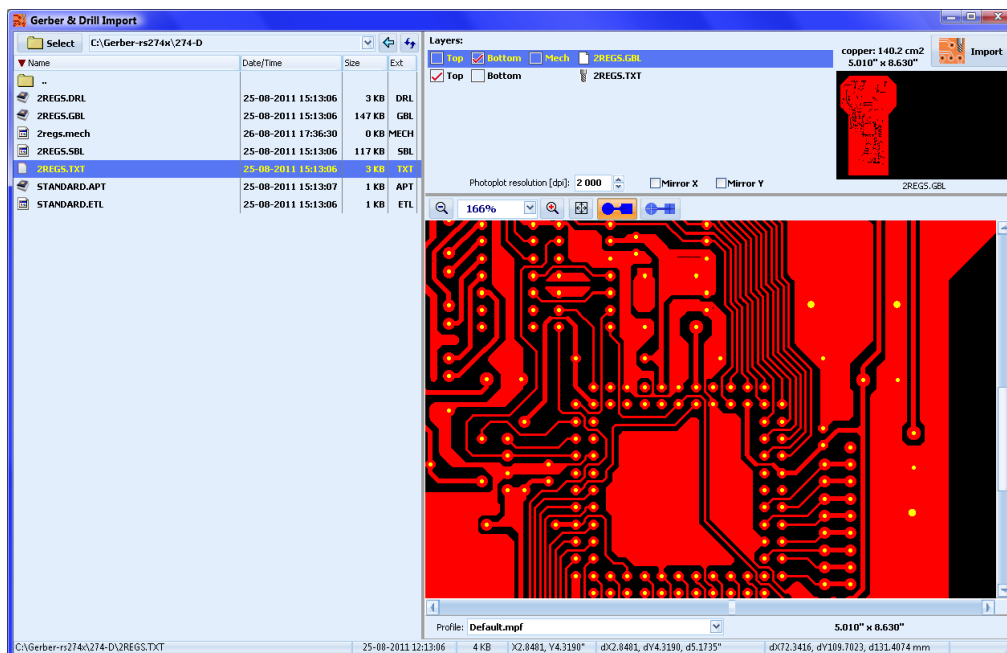 Gerber & Drill Import
Select C:\Gerber-rs274x\274-D
Name Date/Time Size Ext
..
2REGS.DRL 25-08-2011 15:13:06 3 KB DRL
2REGS.GBL 25-08-2011 15:13:06 147 KB GBL
2regs.mech 26-08-2011 17:36:30 0 KB MECH
2REGS.SBL 25-08-2011 15:13:06 117 KB SBL
2REGS.TXT 25-08-2011 15:13:06 3 KB TXT
STANDARD.APT 25-08-2011 15:13:07 1 KB APT
STANDARD.ETL 25-08-2011 15:13:06 1 KB ETL
Layers:
Top Bottom Mech 2REGS.GBL
Top Bottom 2REGS.TXT
copper: 140.2 cm2
5.010" x 8.630"
Import
Photoplot resolution [dpi]: 2 000 Mirror X Mirror Y
2REGS.GBL
166%
Profile: Default.mpf 5.010" x 8.630"
C:\Gerber-rs274x\274-D\2REGS.TXT 25-08-2011 12:13:06 4 KB X2.8481, Y4.3190" dX2.8481, dY4.3190, d5.1735" dX72.3416, dY109.7023, d131.4074 mm